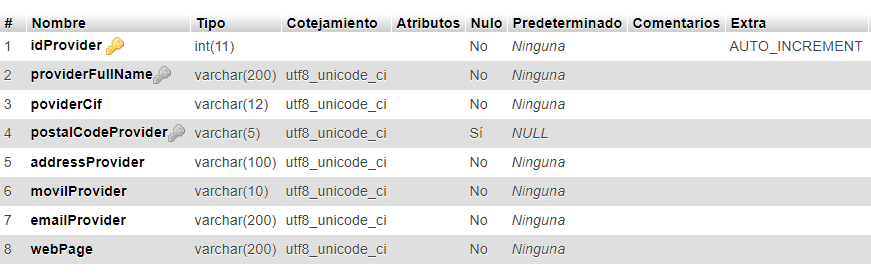 # Nombre Tipo Cotejamiento Atributos Nulo Predeterminado Comentarios Extra
1 idProvider int(11) No Ninguna AUTO_INCREMENT
2 providerFullName varchar(200) utf8_unicode_ci No Ninguna
3 poviderCif varchar(12) utf8_unicode_ci No Ninguna
4 postalCodeProvider varchar(5) utf8_unicode_ci Sí NULL
5 addressProvider varchar(100) utf8_unicode_ci No Ninguna
6 movilProvider varchar(10) utf8_unicode_ci No Ninguna
7 emailProvider varchar(200) utf8_unicode_ci No Ninguna
8 webPage varchar(200) utf8_unicode_ci No Ninguna